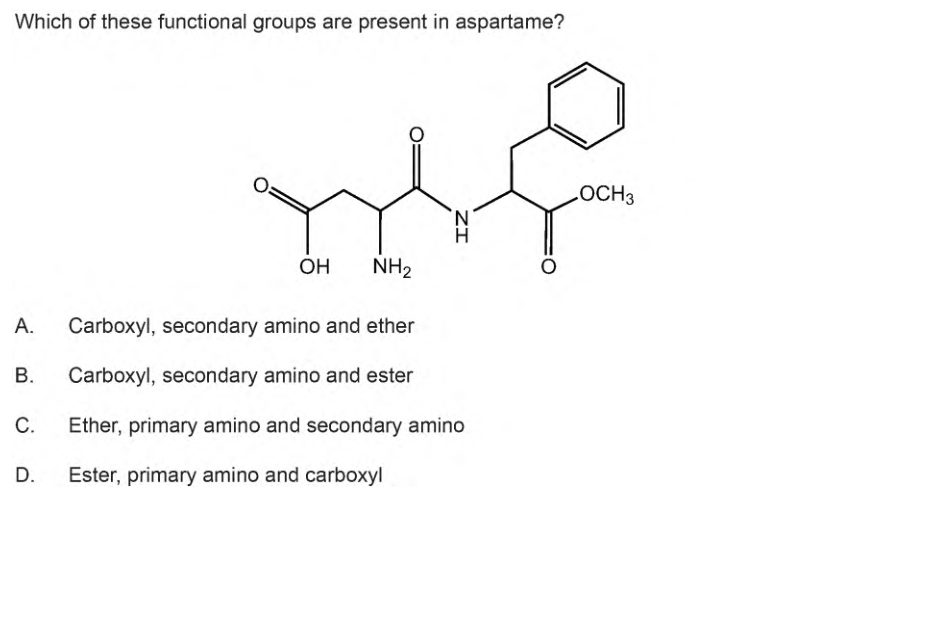 Which of these functional groups are present in aspartame?
O
O
OCH3
N
H
OH NH2 O
A. Carboxyl, secondary amino and ether
B. Carboxyl, secondary amino and ester
C. Ether, primary amino and secondary amino
D. Ester, primary amino and carboxyl